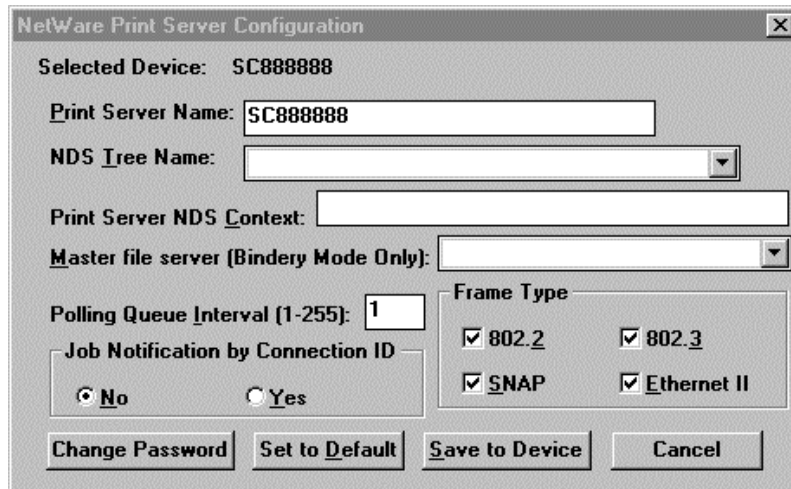 NetWare Print Server Configuration
Selected Device: SC888888
Print Server Name: SC888888
NDS Tree Name:
Print Server NDS Context:
Master file server (Bindery Mode Only):
Polling Queue Interval (1-255): 1
Job Notification by Connection ID
No Yes
Frame Type
802.2 802.3
SNAP Ethernet II
Change Password Set to Default Save to Device Cancel